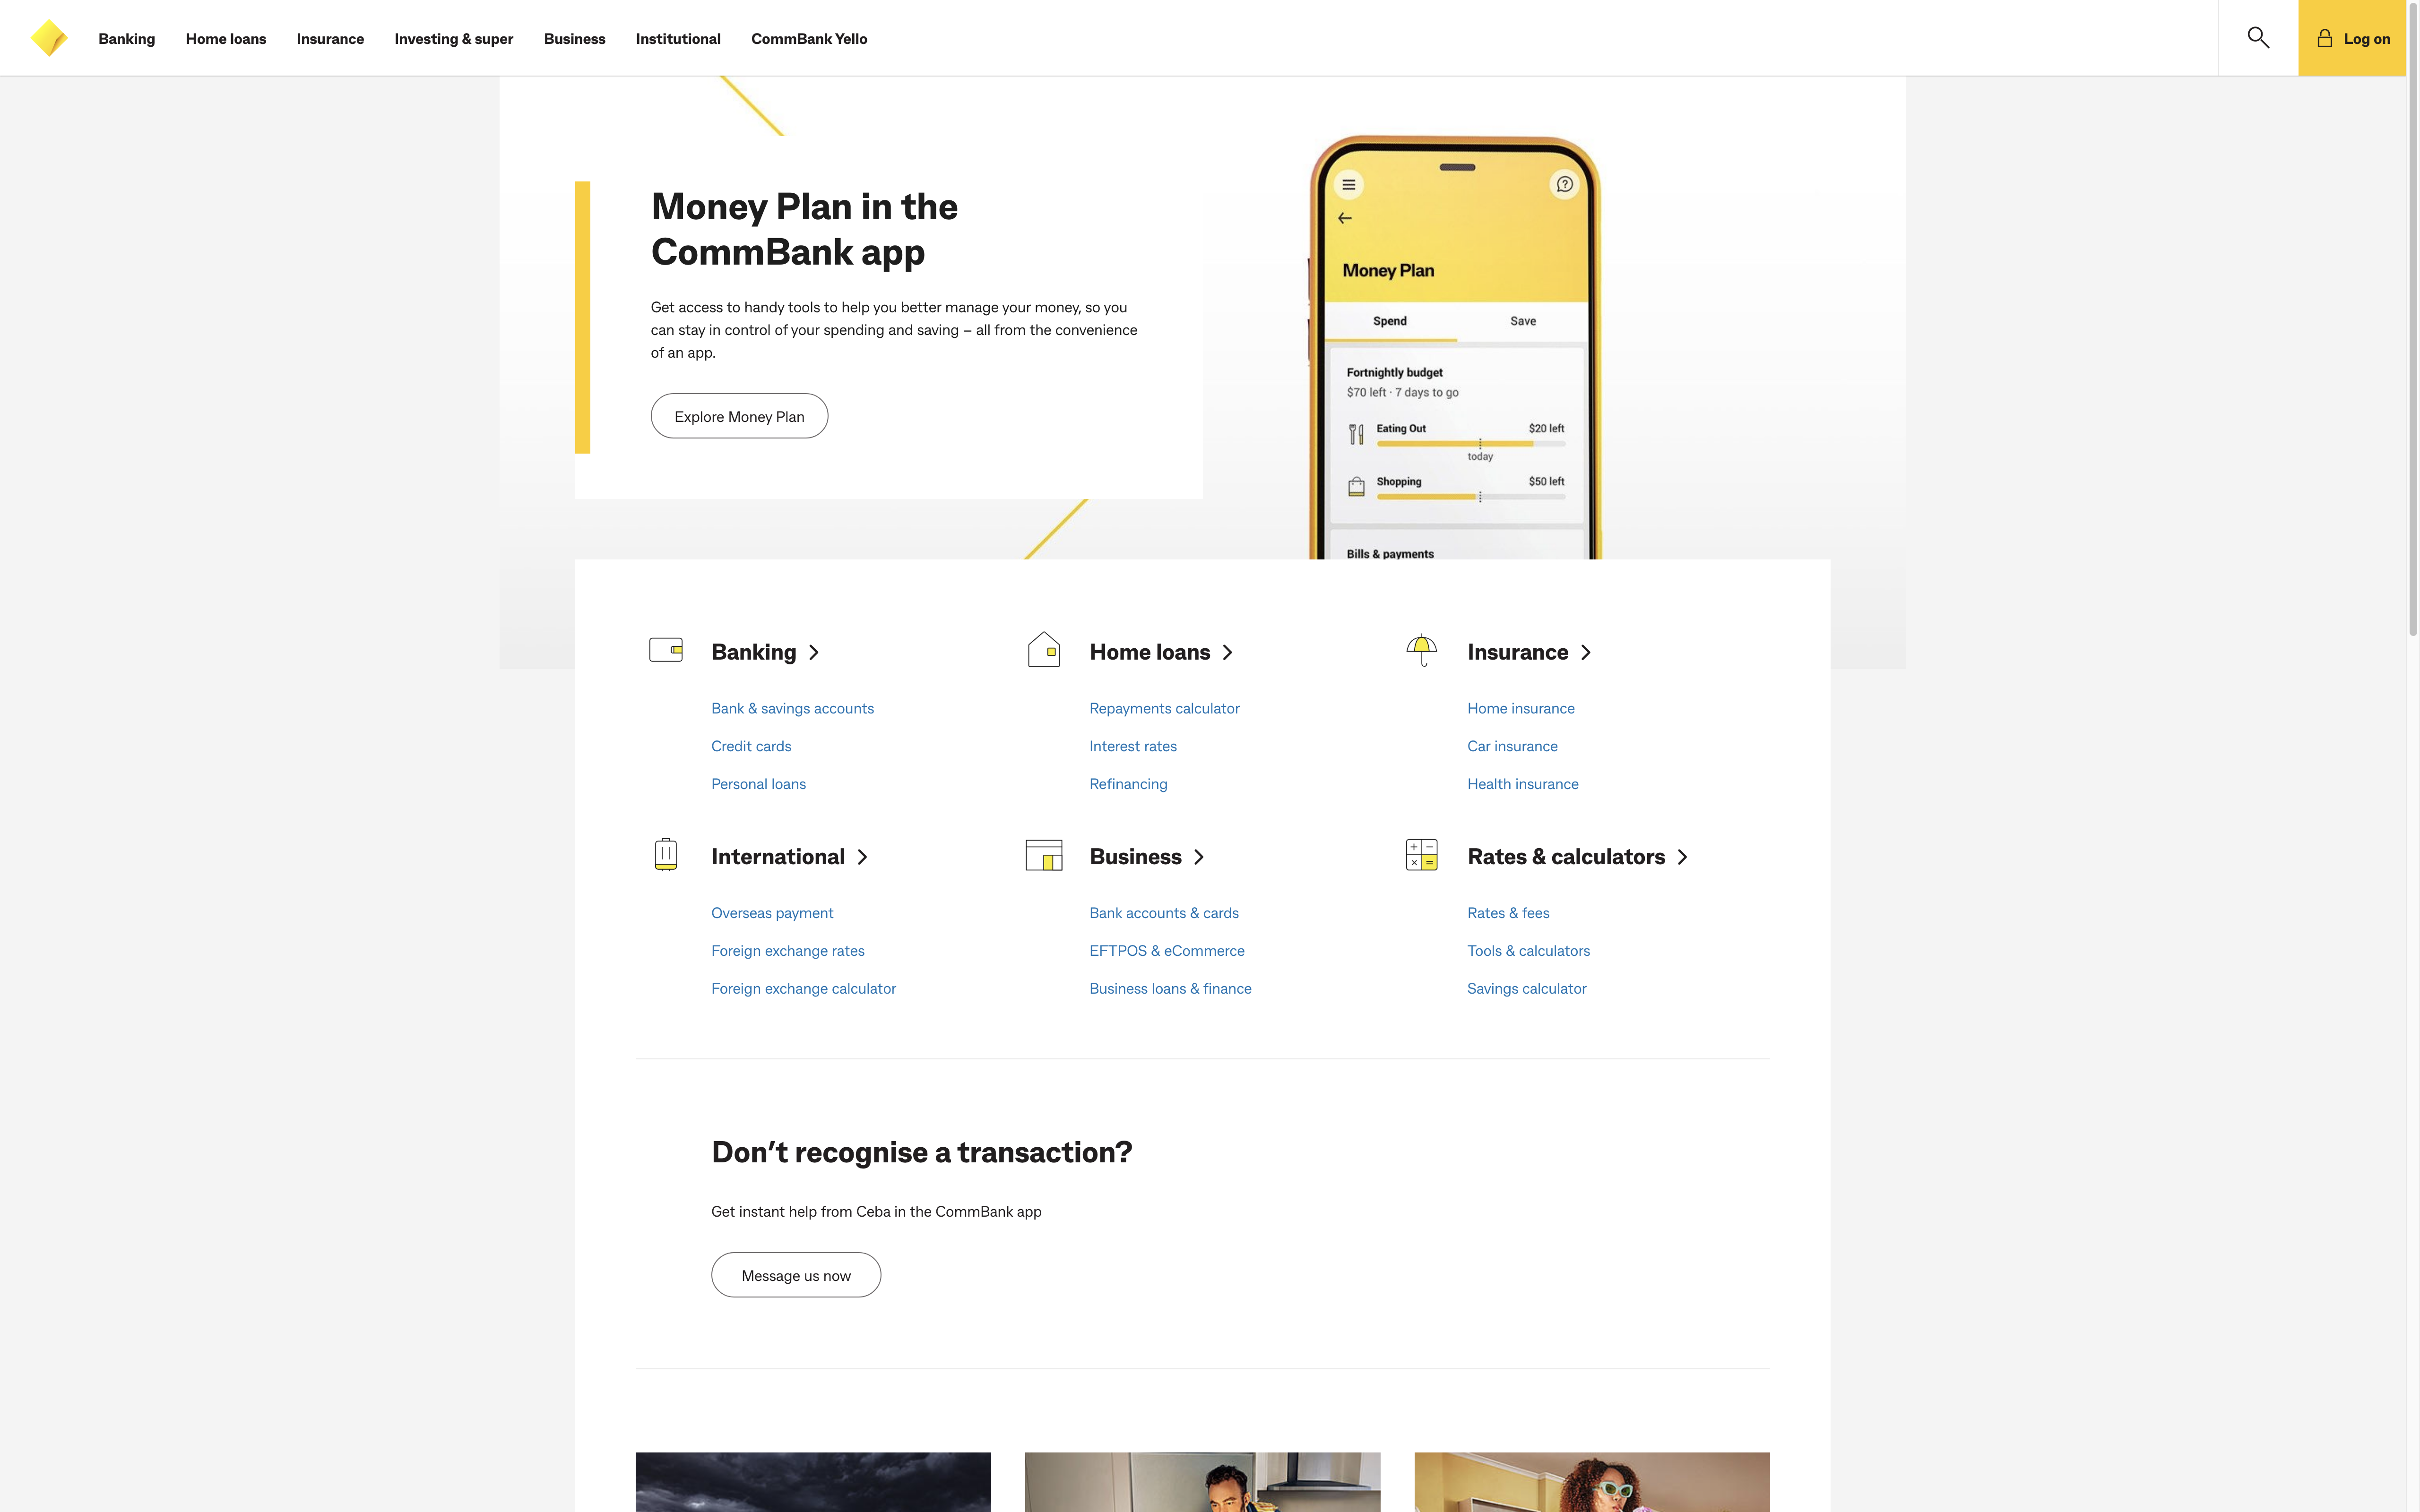 Banking
Home loans
Insurance
Investing & super
Business
Institutional
CommBank Yello
Log on
Money Plan in the
CommBank app
Get access to handy tools to help you better manage your money, so you
can stay in control of your spending and saving – all from the convenience
of an app.
Explore Money Plan
Money Plan
Spend
Save
Fortnightly budget
$70 left · 7 days to go
Eating Out
$20 left
today
Shopping
$50 left
Bills & payments
Banking
Bank & savings accounts
Credit cards
Personal loans
Home loans
Repayments calculator
Interest rates
Refinancing
Insurance
Home insurance
Car insurance
Health insurance
International
Overseas payment
Foreign exchange rates
Foreign exchange calculator
Business
Bank accounts & cards
EFTPOS & eCommerce
Business loans & finance
Rates & calculators
Rates & fees
Tools & calculators
Savings calculator
Don’t recognise a transaction?
Get instant help from Ceba in the CommBank app
Message us now